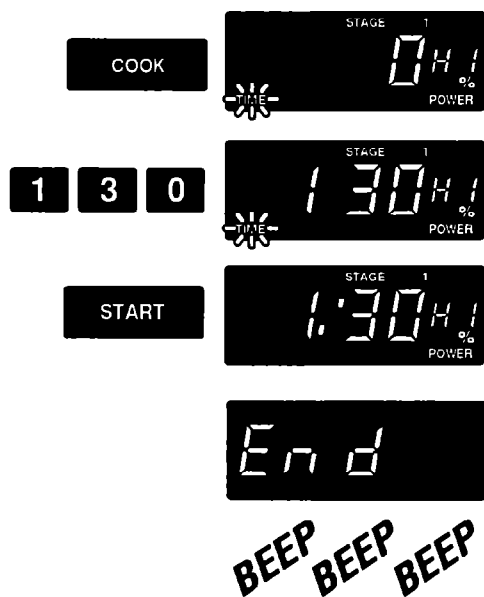 STAGE 1
COOK 0 HI
%
TIME POWER
STAGE 1
1 3 0 1 30 HI
%
TIME POWER
STAGE 1
START 1:30 HI
%
POWER
End
BEEP BEEP BEEP